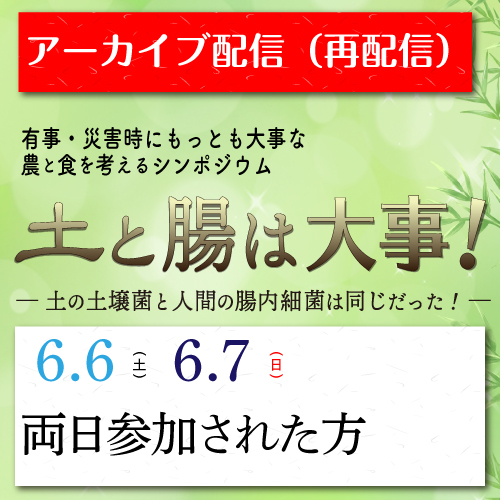 アーカイブ配信（再配信）
有事・災害時にもっとも大事な
農と食を考えるシンポジウム
土と腸は大事！
― 土の土壌菌と人間の腸内細菌は同じだった！―
6.6（土） 6.7（日）
両日参加された方